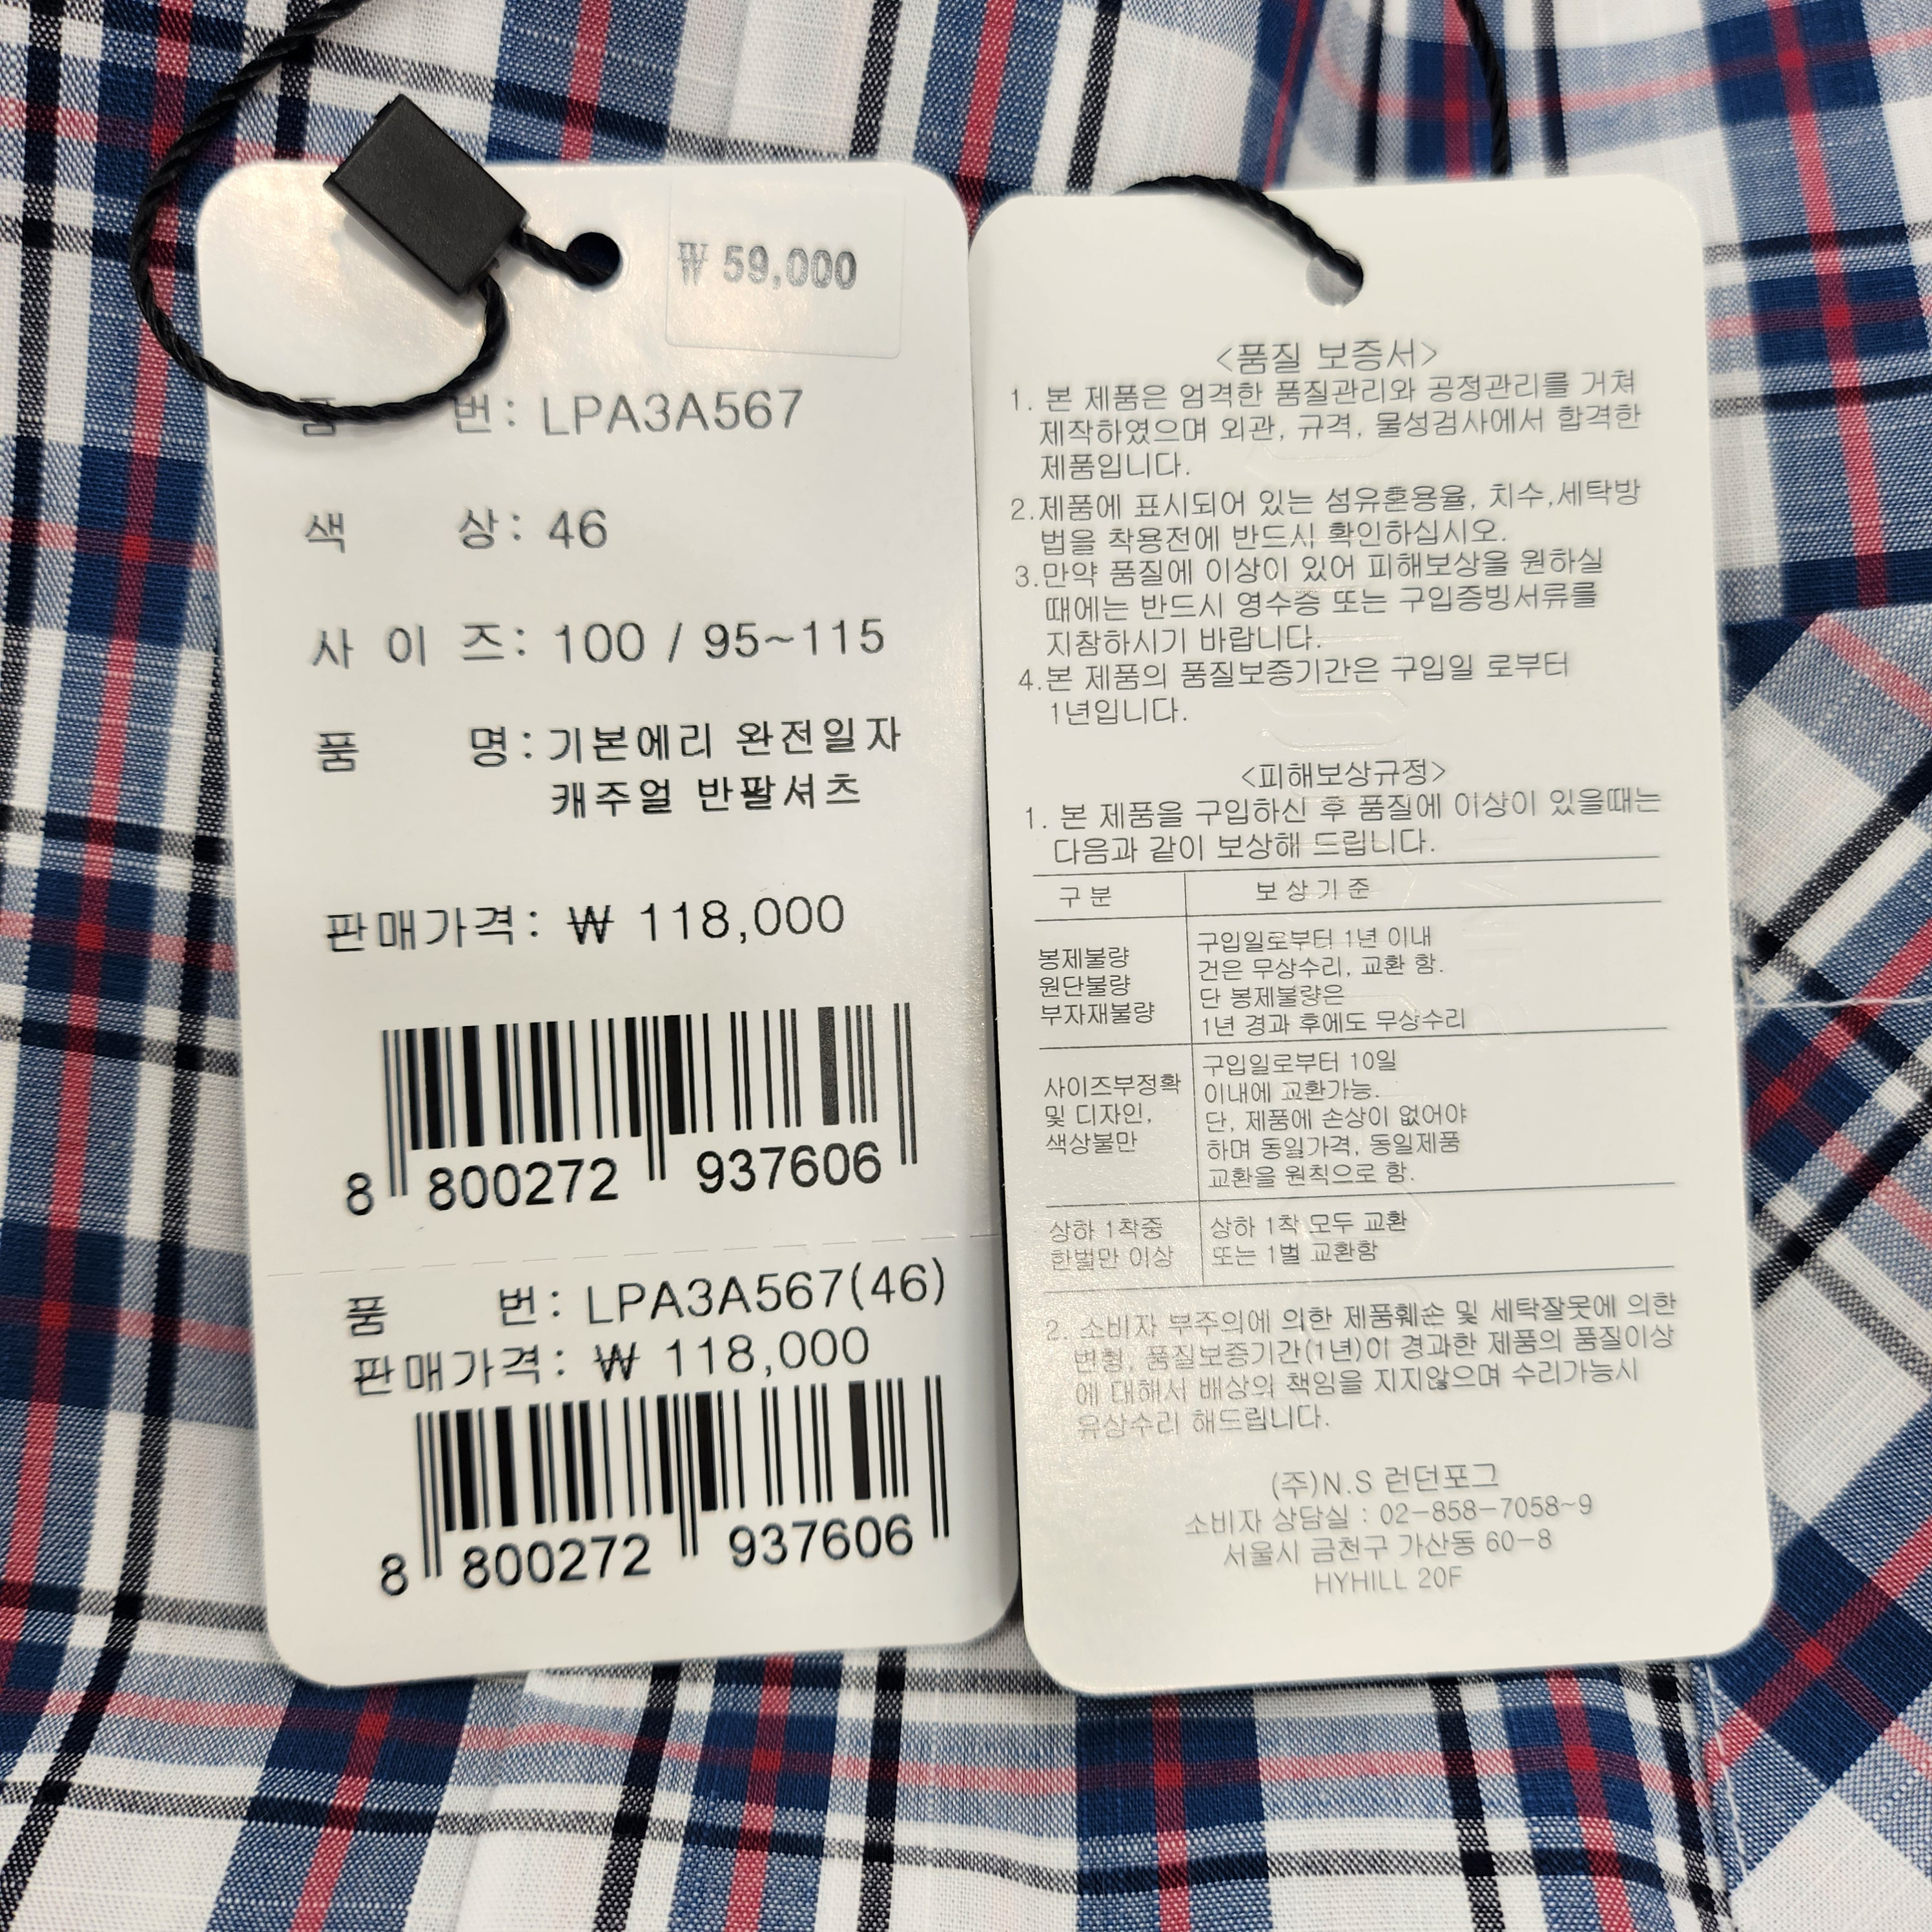 ₩ 59,000
품 번: LPA3A567
색 상: 46
사 이 즈: 100 / 95~115
품 명: 기본에리 완전일자
캐주얼 반팔셔츠
판매가격: ₩ 118,000
8 800272 937606
품 번: LPA3A567(46)
판매가격: ₩ 118,000
8 800272 937606
<품질 보증서>
1. 본 제품은 엄격한 품질관리와 공정관리를 거쳐
제작하였으며 외관, 규격, 물성검사에서 합격한
제품입니다.
2.제품에 표시되어 있는 섬유혼용율, 치수,세탁방
법을 착용전에 반드시 확인하십시오.
3.만약 품질에 이상이 있어 피해보상을 원하실
때에는 반드시 영수증 또는 구입증빙서류를
지참하시기 바랍니다.
4.본 제품의 품질보증기간은 구입일 로부터
1년입니다.
<피해보상규정>
1. 본 제품을 구입하신 후 품질에 이상이 있을때는
다음과 같이 보상해 드립니다.
구 분 보 상 기 준
봉제불량
원단불량
부자재불량
구입일로부터 1년 이내
건은 무상수리, 교환 함.
단 봉제불량은
1년 경과 후에도 무상수리
사이즈부정확
및 디자인,
색상불만
구입일로부터 10일
이내에 교환가능.
단, 제품에 손상이 없어야
하며 동일가격, 동일제품
교환을 원칙으로 함.
상하 1착중
한벌만 이상
상하 1착 모두 교환
또는 1벌 교환함
2. 소비자 부주의에 의한 제품훼손 및 세탁잘못에 의한
변형, 품질보증기간(1년)이 경과한 제품의 품질이상
에 대해서 배상의 책임을 지지않으며 수리가능시
유상수리 해드립니다.
(주)N.S 런던포그
소비자 상담실 : 02-858-7058~9
서울시 금천구 가산동 60-8
HYHILL 20F